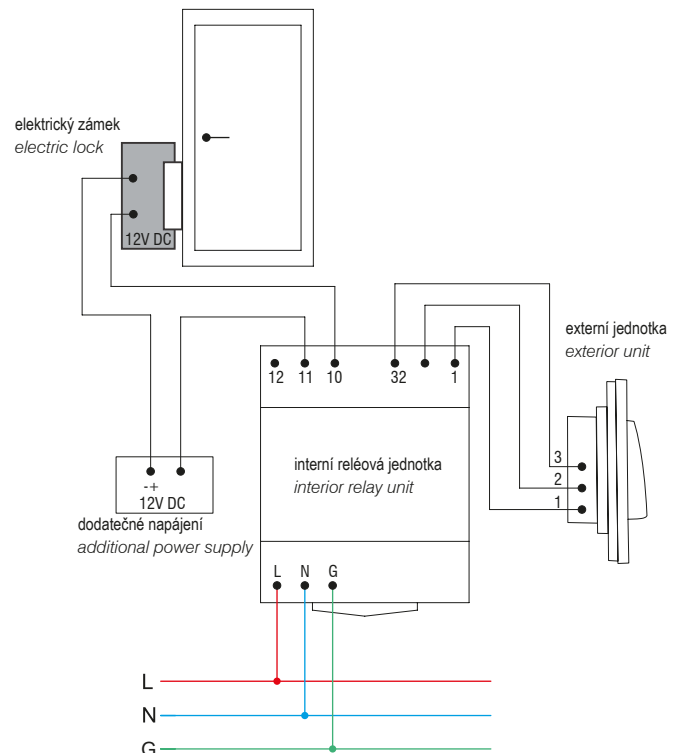 elektrický zámek
electric lock
12V DC
externí jednotka
exterior unit
12 11 10 32 1
interní reléová jednotka
interior relay unit
3
2
1
-+
12V DC
dodatečné napájení
additional power supply
L N G
L
N
G